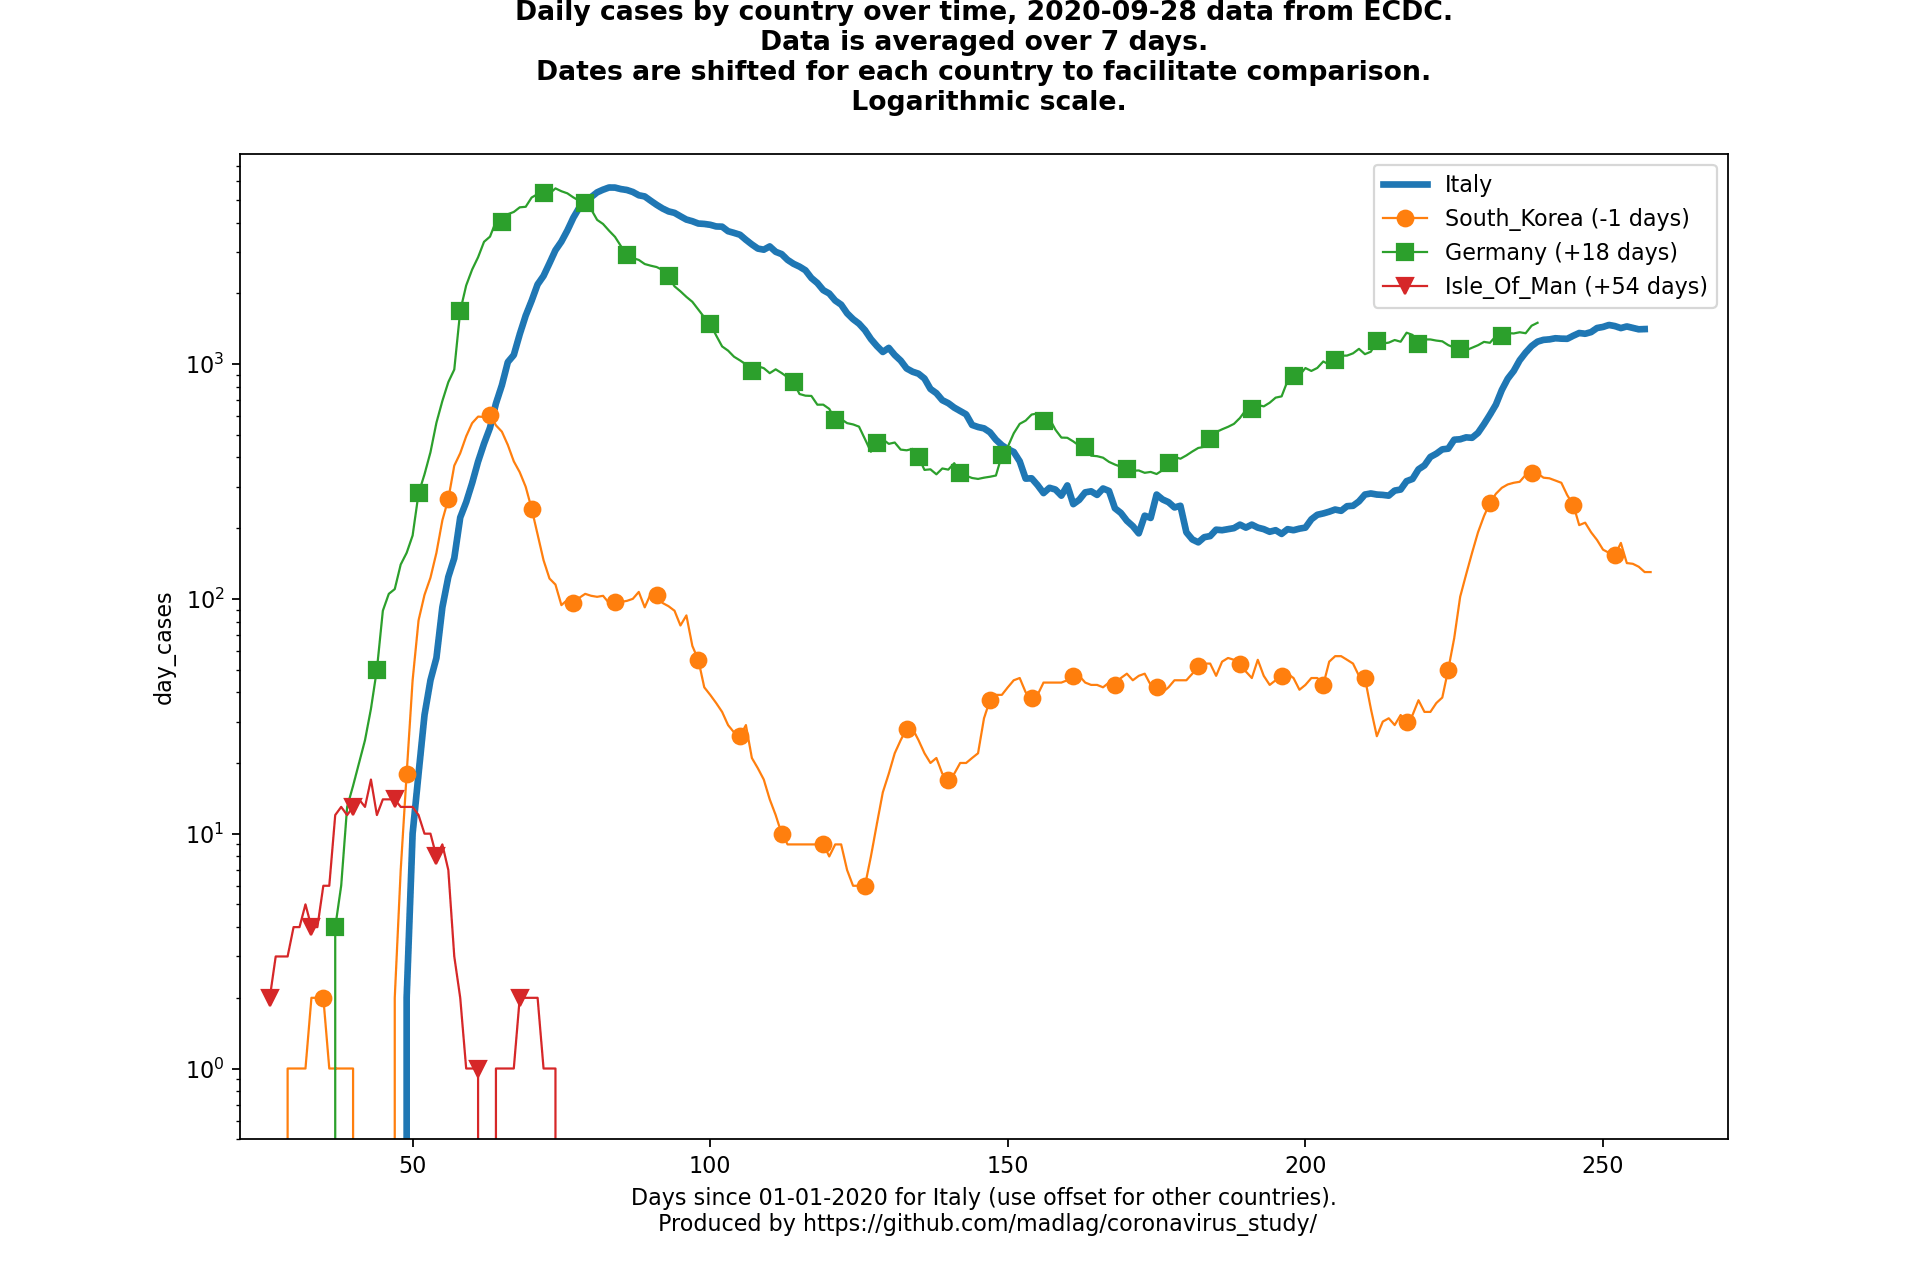 Daily cases by country over time, 2020-09-28 data from ECDC.
Data is averaged over 7 days.
Dates are shifted for each country to facilitate comparison.
Logarithmic scale.
Italy
South_Korea (-1 days)
Germany (+18 days)
Isle_Of_Man (+54 days)
day_cases
10³
10²
10¹
10⁰
50 100 150 200 250
Days since 01-01-2020 for Italy (use offset for other countries).
Produced by https://github.com/madlag/coronavirus_study/